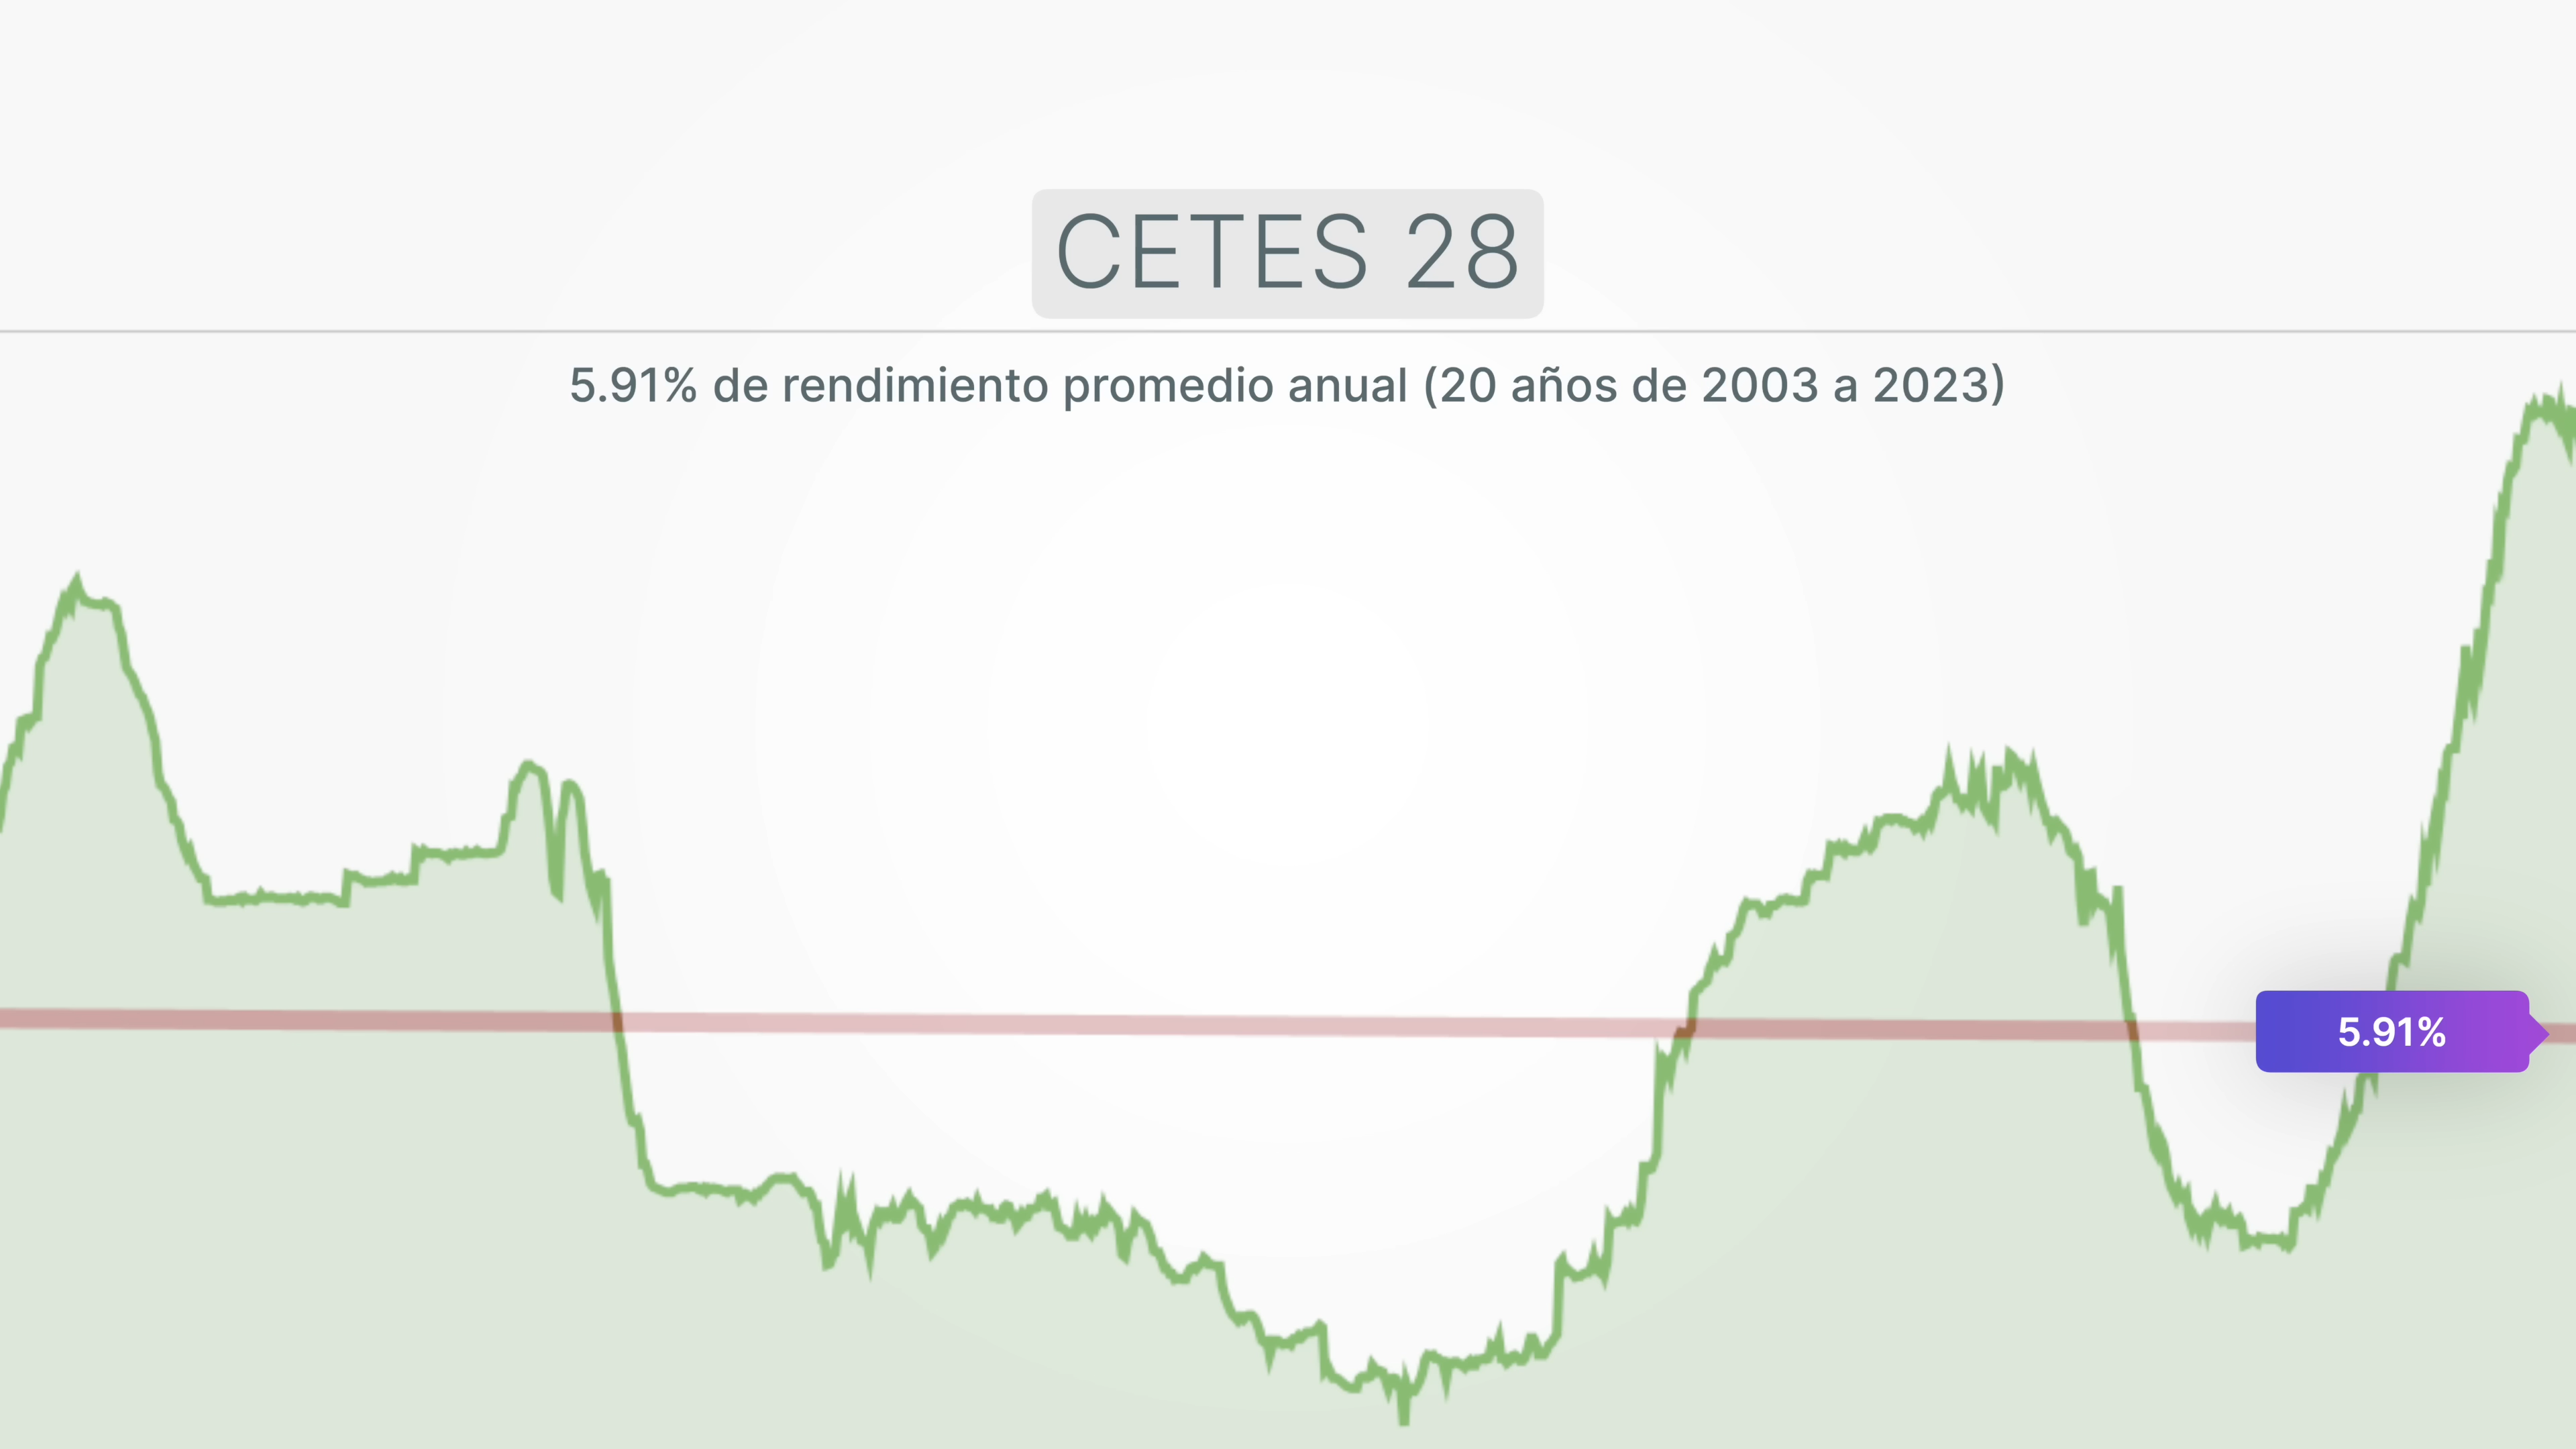 CETES 28
5.91% de rendimiento promedio anual (20 años de 2003 a 2023)
5.91%